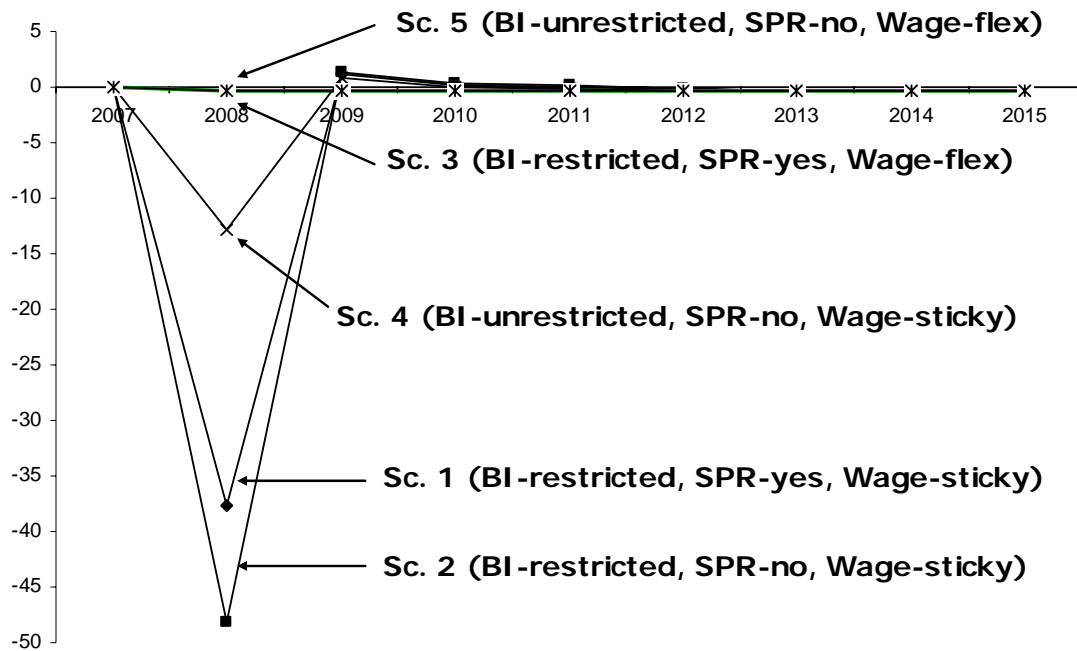 Sc. 5 (BI-unrestricted, SPR-no, Wage-flex)
5
0
2007 2008 2009 2010 2011 2012 2013 2014 2015
-5
Sc. 3 (BI-restricted, SPR-yes, Wage-flex)
-10
-15
Sc. 4 (BI-unrestricted, SPR-no, Wage-sticky)
-20
-25
-30
-35
Sc. 1 (BI-restricted, SPR-yes, Wage-sticky)
-40
Sc. 2 (BI-restricted, SPR-no, Wage-sticky)
-45
-50